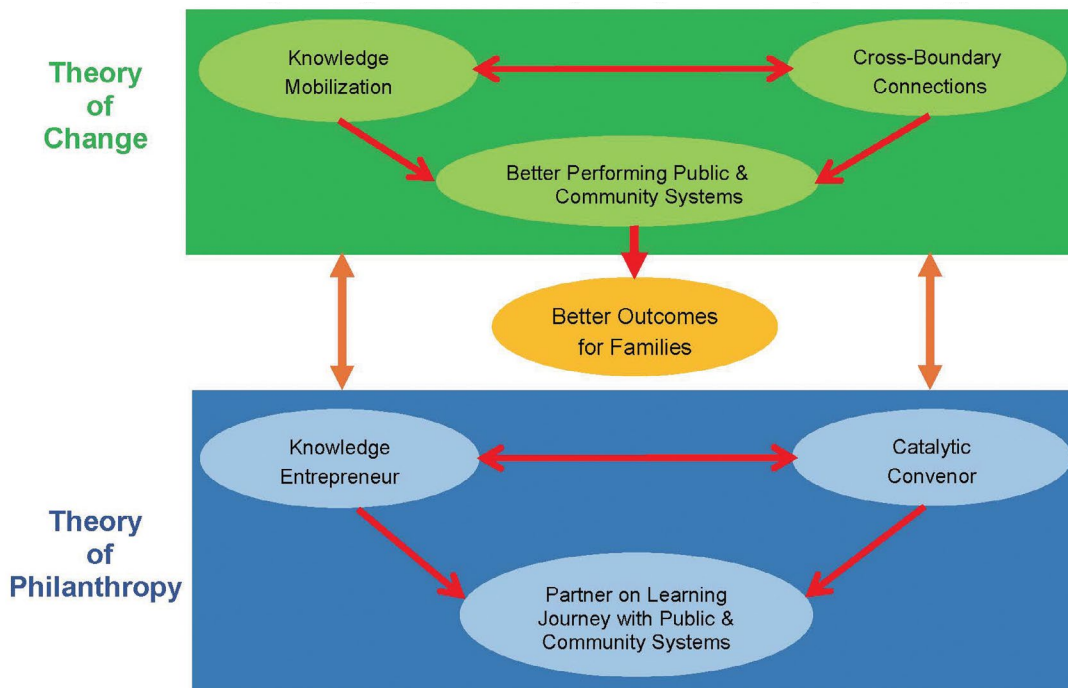 Theory
of
Change
Knowledge
Mobilization
Cross-Boundary
Connections
Better Performing Public &
Community Systems
Better Outcomes
for Families
Theory
of
Philanthropy
Knowledge
Entrepreneur
Catalytic
Convenor
Partner on Learning
Journey with Public &
Community Systems